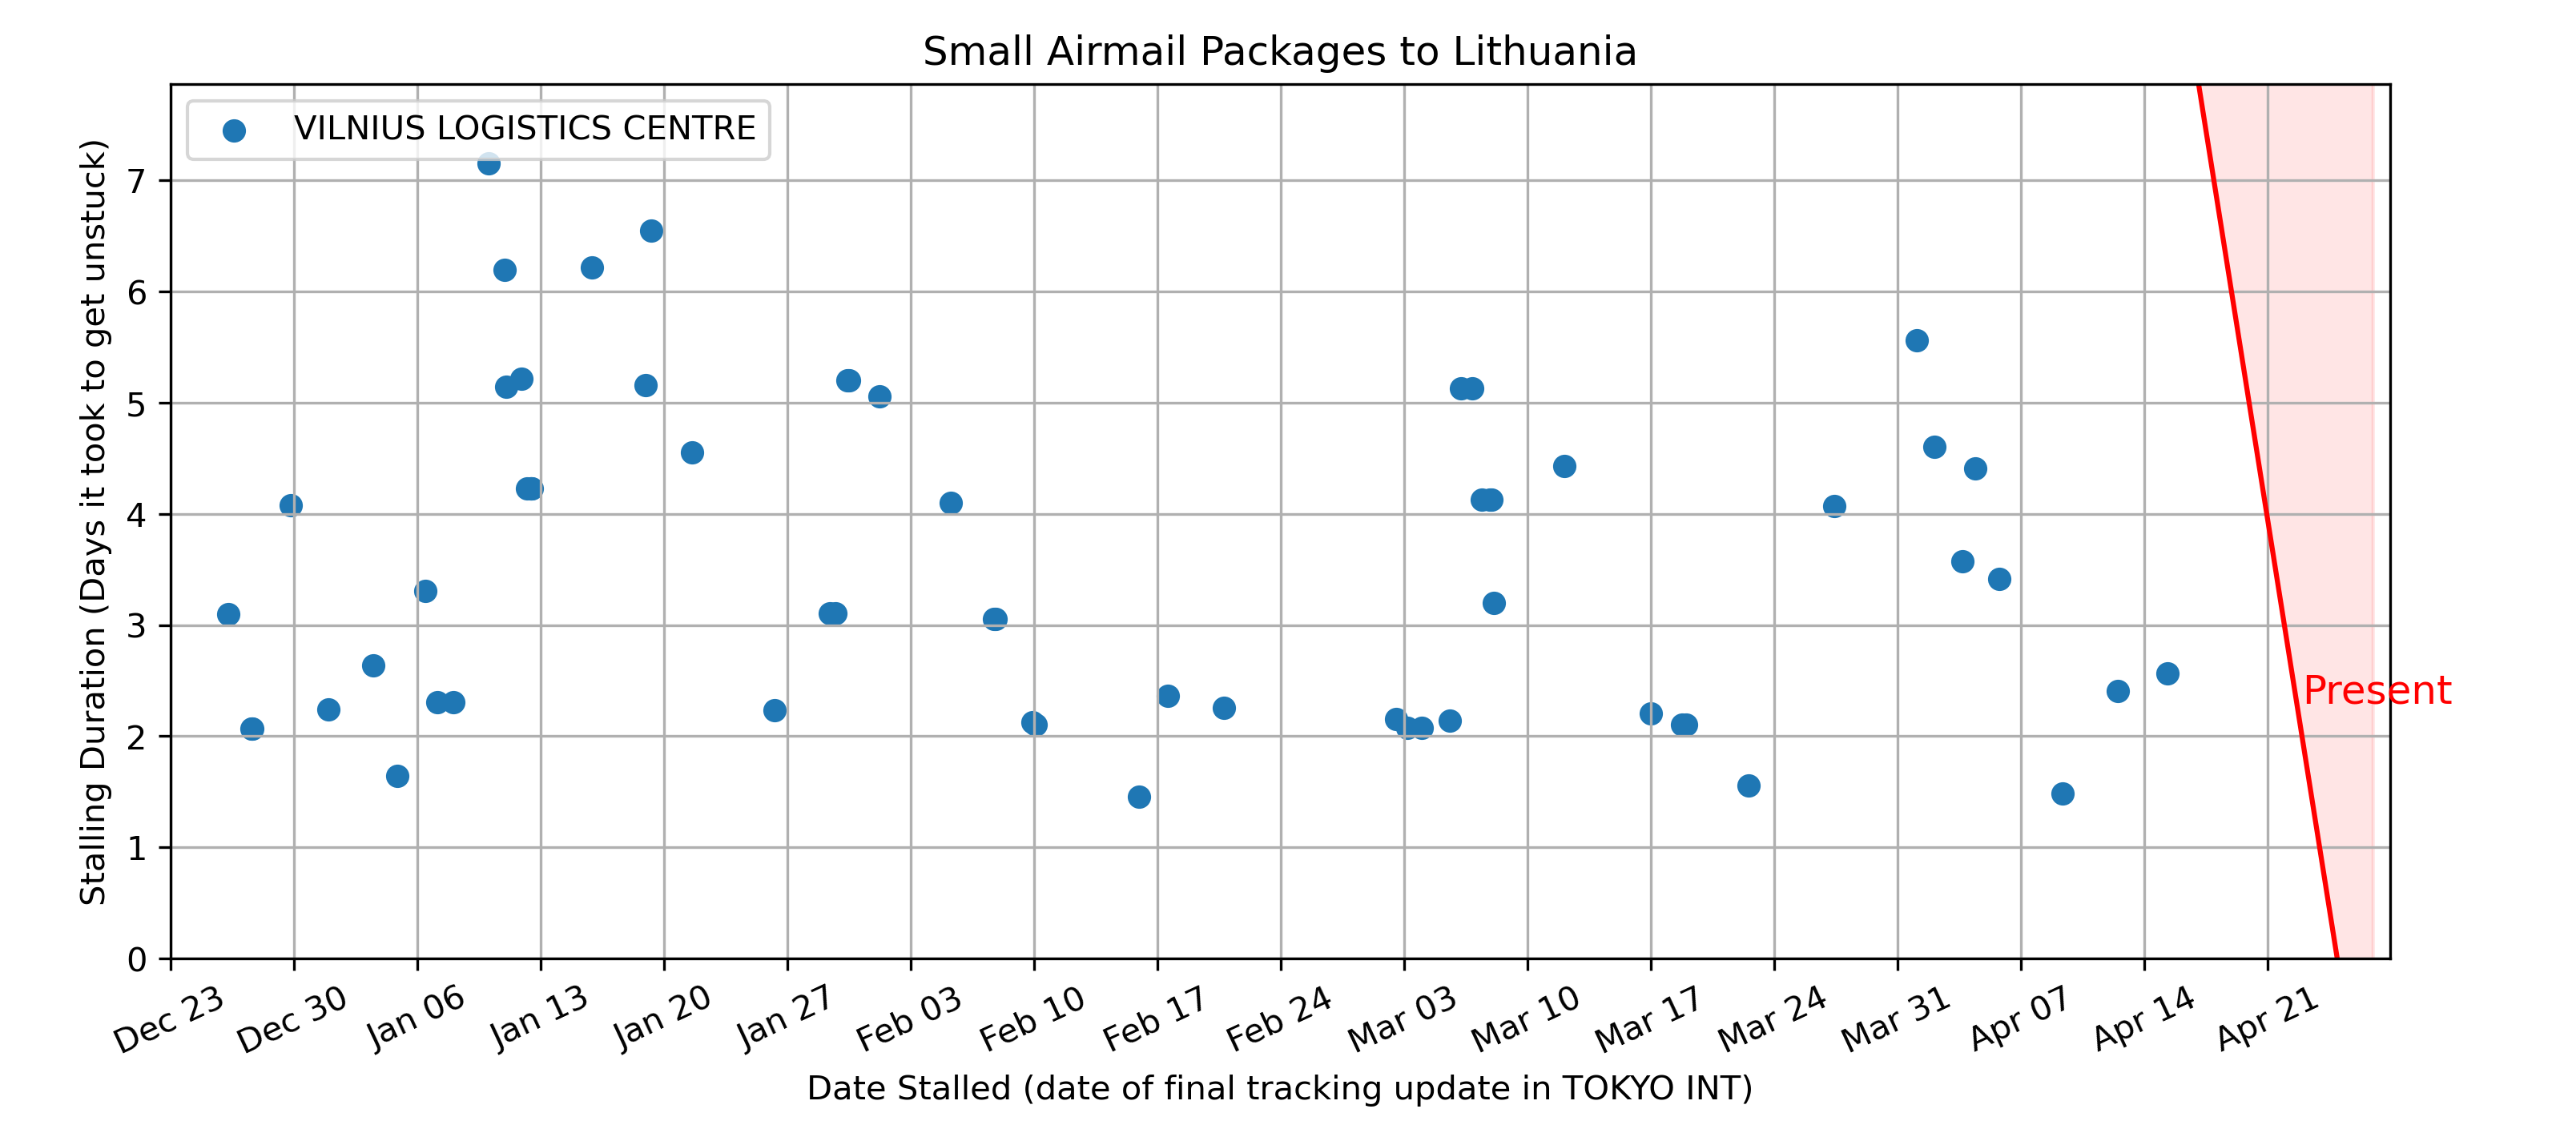 Small Airmail Packages to Lithuania
VILNIUS LOGISTICS CENTRE
Stalling Duration (Days it took to get unstuck)
7
6
5
4
3
2
1
0
Present
Dec 23
Dec 30
Jan 06
Jan 13
Jan 20
Jan 27
Feb 03
Feb 10
Feb 17
Feb 24
Mar 03
Mar 10
Mar 17
Mar 24
Mar 31
Apr 07
Apr 14
Apr 21
Date Stalled (date of final tracking update in TOKYO INT)